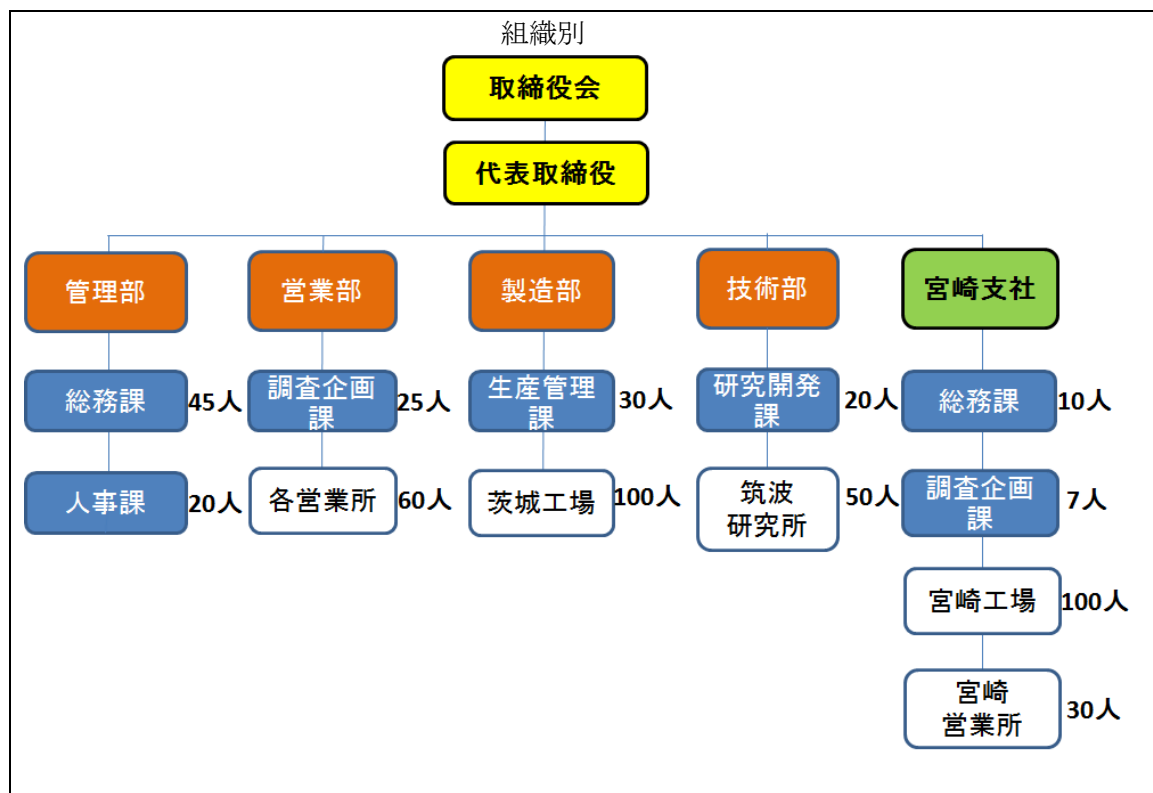 組織別
取締役会
代表取締役
管理部
営業部
製造部
技術部
宮崎支社
総務課
45人
調査企画
課
25人
生産管理
課
30人
研究開発
課
20人
総務課
10人
人事課
20人
各営業所
60人
茨城工場
100人
筑波
研究所
50人
調査企画
課
7人
宮崎工場
100人
宮崎
営業所
30人